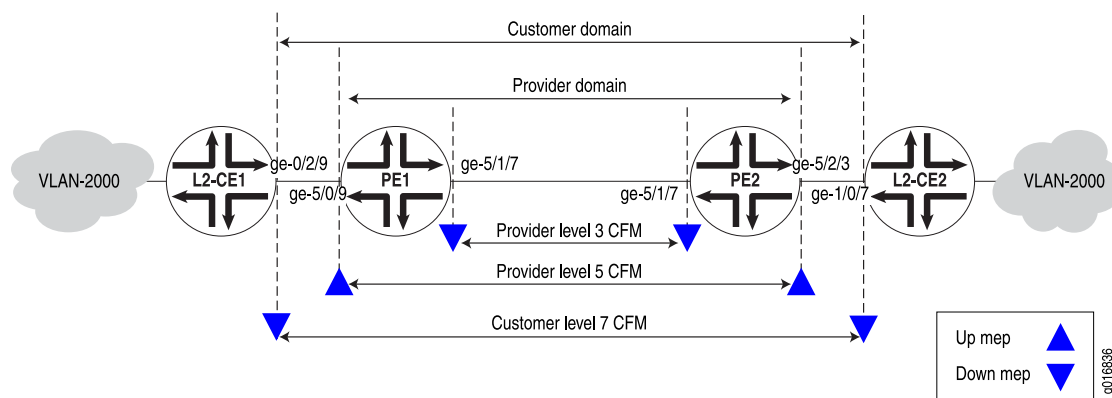 Customer domain
Provider domain
VLAN-2000
L2-CE1
ge-0/2/9
ge-5/0/9
PE1
ge-5/1/7
ge-5/1/7
PE2
ge-5/2/3
ge-1/0/7
L2-CE2
VLAN-2000
Provider level 3 CFM
Provider level 5 CFM
Customer level 7 CFM
Up mep
Down mep
g016836